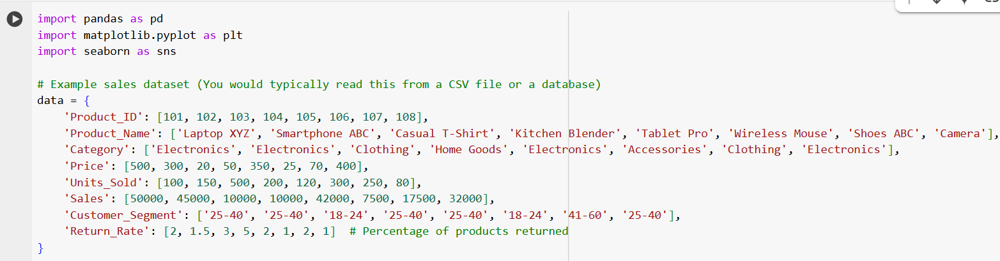 import pandas as pd
import matplotlib.pyplot as plt
import seaborn as sns
# Example sales dataset (You would typically read this from a CSV file or a database)
data = {
    'Product_ID': [101, 102, 103, 104, 105, 106, 107, 108],
    'Product_Name': ['Laptop XYZ', 'Smartphone ABC', 'Casual T-Shirt', 'Kitchen Blender', 'Tablet Pro', 'Wireless Mouse', 'Shoes ABC', 'Camera'],
    'Category': ['Electronics', 'Electronics', 'Clothing', 'Home Goods', 'Electronics', 'Accessories', 'Clothing', 'Electronics'],
    'Price': [500, 300, 20, 50, 350, 25, 70, 400],
    'Units_Sold': [100, 150, 500, 200, 120, 300, 250, 80],
    'Sales': [50000, 45000, 10000, 10000, 42000, 7500, 17500, 32000],
    'Customer_Segment': ['25-40', '25-40', '18-24', '25-40', '25-40', '18-24', '41-60', '25-40'],
    'Return_Rate': [2, 1.5, 3, 5, 2, 1, 2, 1]  # Percentage of products returned
}